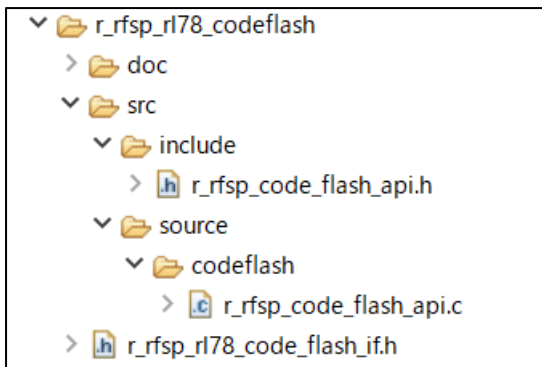 r_rfsp_rl78_codeflash
doc
src
include
.h r_rfsp_code_flash_api.h
source
codeflash
.c r_rfsp_code_flash_api.c
.h r_rfsp_rl78_code_flash_if.h